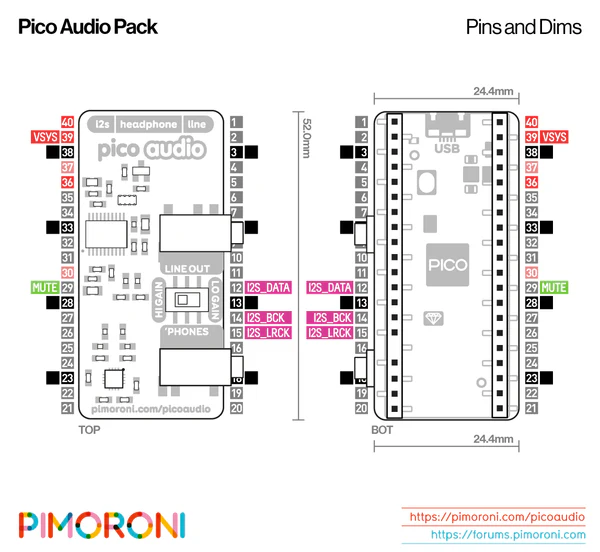 Pico Audio Pack
Pins and Dims
i2s headphone line
pico audio
40
VSYS 39
38
37
36
35
34
33
32
31
30
MUTE 29
28
27
26
25
24
23
22
21
1
2
3
4
5
6
7
10
11
12 I2S_DATA
13
14 I2S_BCK
15 I2S_LRCK
16
18
19
20
LINE OUT
HI GAIN
LO GAIN
'PHONES
pimoroni.com/picoaudio
TOP
52.0mm
24.4mm
1
2
3
4
5
6
7
10
11
I2S_DATA 12
13
I2S_BCK 14
I2S_LRCK 15
16
18
19
20
USB
PICO
40
39 VSYS
38
37
36
35
34
33
32
31
30
29 MUTE
28
27
26
25
24
23
22
21
BOT
24.4mm
PIMORONI
https://pimoroni.com/picoaudio
https://forums.pimoroni.com